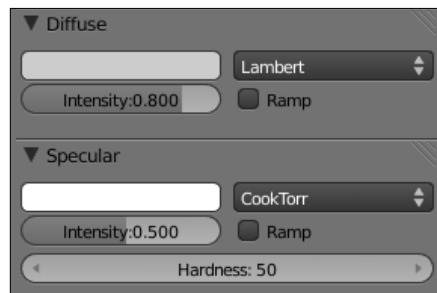 Diffuse
Lambert
Intensity:0.800
Ramp
Specular
CookTorr
Intensity:0.500
Ramp
Hardness: 50